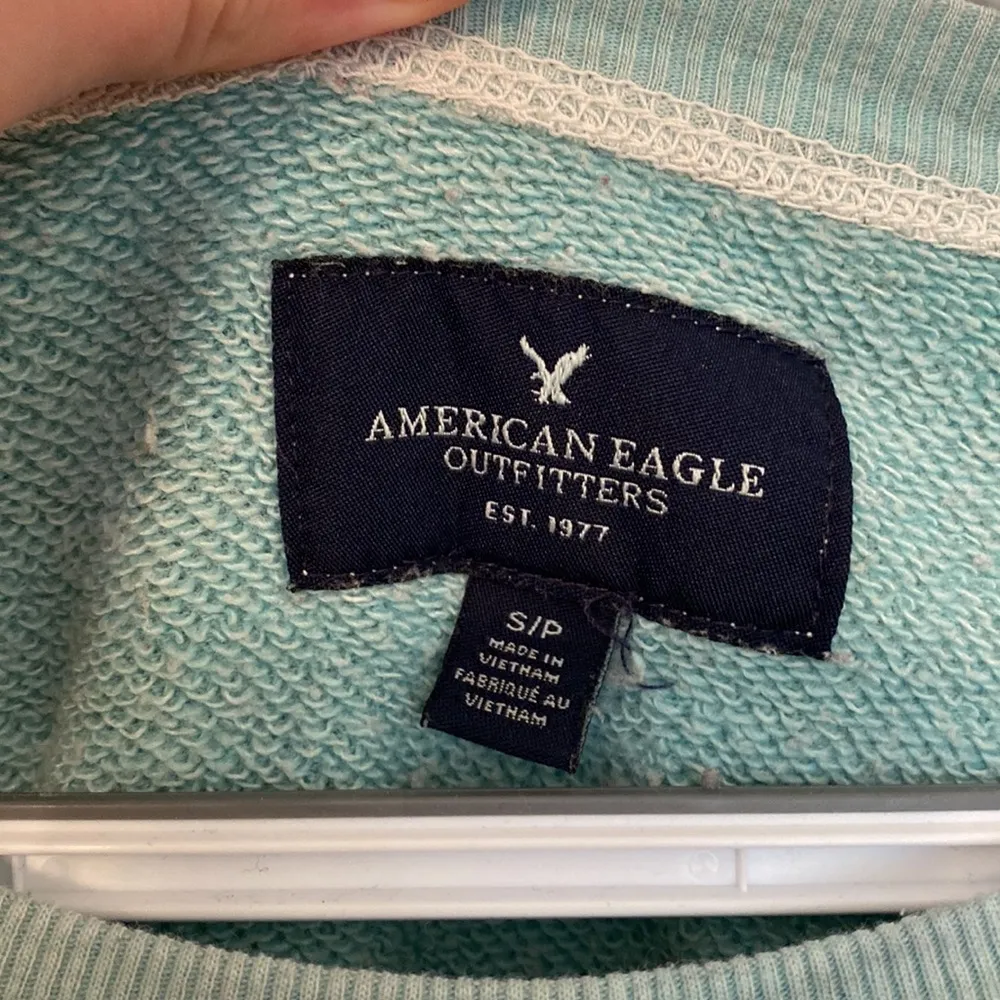 AMERICAN EAGLE
OUTFITTERS
EST. 1977
S/P
MADE IN
VIETNAM
FABRIQUÉ AU
VIETNAM